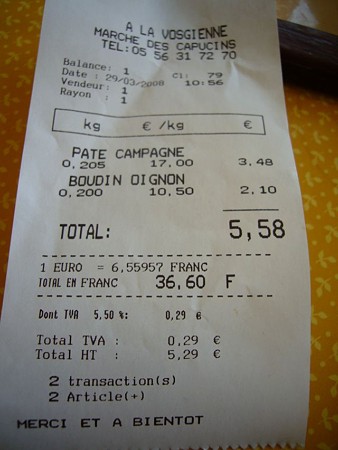 A LA VOSGIENNE
MARCHE DES CAPUCINS
TEL:05 56 31 72 70
Balance: 1
Date : 29/03/2008 Cl: 79
Vendeur: 1 10:56
Rayon : 1
kg €/kg €
PATE CAMPAGNE
0,205 17,00 3,48
BOUDIN OIGNON
0,200 10,50 2,10
TOTAL: 5,58
1 EURO = 6,55957 FRANC
TOTAL EN FRANC 36,60 F
Dont TVA 5,50 %: 0,29 €
Total TVA : 0,29 €
Total HT : 5,29 €
2 transaction(s)
2 Article(+)
MERCI ET A BIENTOT